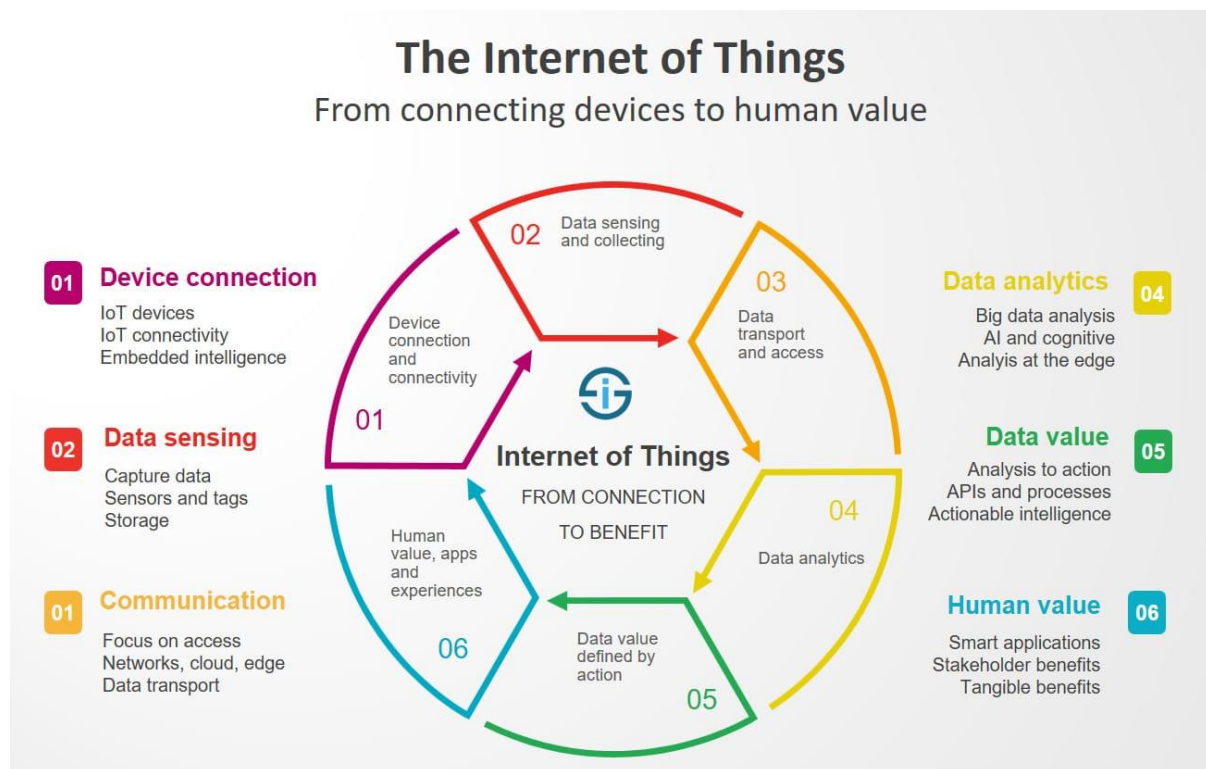 The Internet of Things
From connecting devices to human value
01 Device connection
IoT devices
IoT connectivity
Embedded intelligence
02 Data sensing
Capture data
Sensors and tags
Storage
01 Communication
Focus on access
Networks, cloud, edge
Data transport
01
Device
connection
and
connectivity
02
Data sensing
and collecting
03
Data
transport
and access
04
Data analytics
05
Data value
defined by
action
06
Human
value, apps
and
experiences
Internet of Things
FROM CONNECTION
TO BENEFIT
Data analytics 04
Big data analysis
AI and cognitive
Analyis at the edge
Data value 05
Analysis to action
APIs and processes
Actionable intelligence
Human value 06
Smart applications
Stakeholder benefits
Tangible benefits